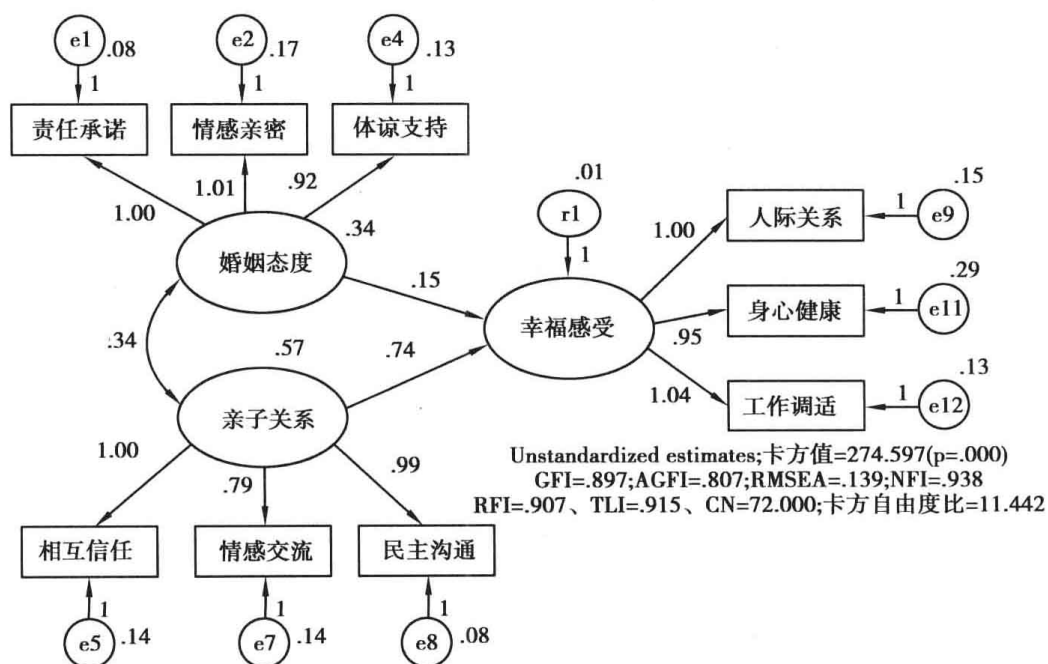 e1 .08
e2 .17
e4 .13
1
1
1
责任承诺
情感亲密
体谅支持
1.00
1.01
.92
婚姻态度
.34
.15
.01
r1
1
幸福感受
1.00
.95
1.04
.15
1
e9
人际关系
.29
1
e11
身心健康
.13
1
e12
工作调适
.34
.57
.74
亲子关系
1.00
.79
.99
相互信任
情感交流
民主沟通
1
1
1
e5 .14
e7 .14
e8 .08
Unstandardized estimates;卡方值=274.597(p=.000)
GFI=.897;AGFI=.807;RMSEA=.139;NFI=.938
RFI=.907、TLI=.915、CN=72.000;卡方自由度比=11.442